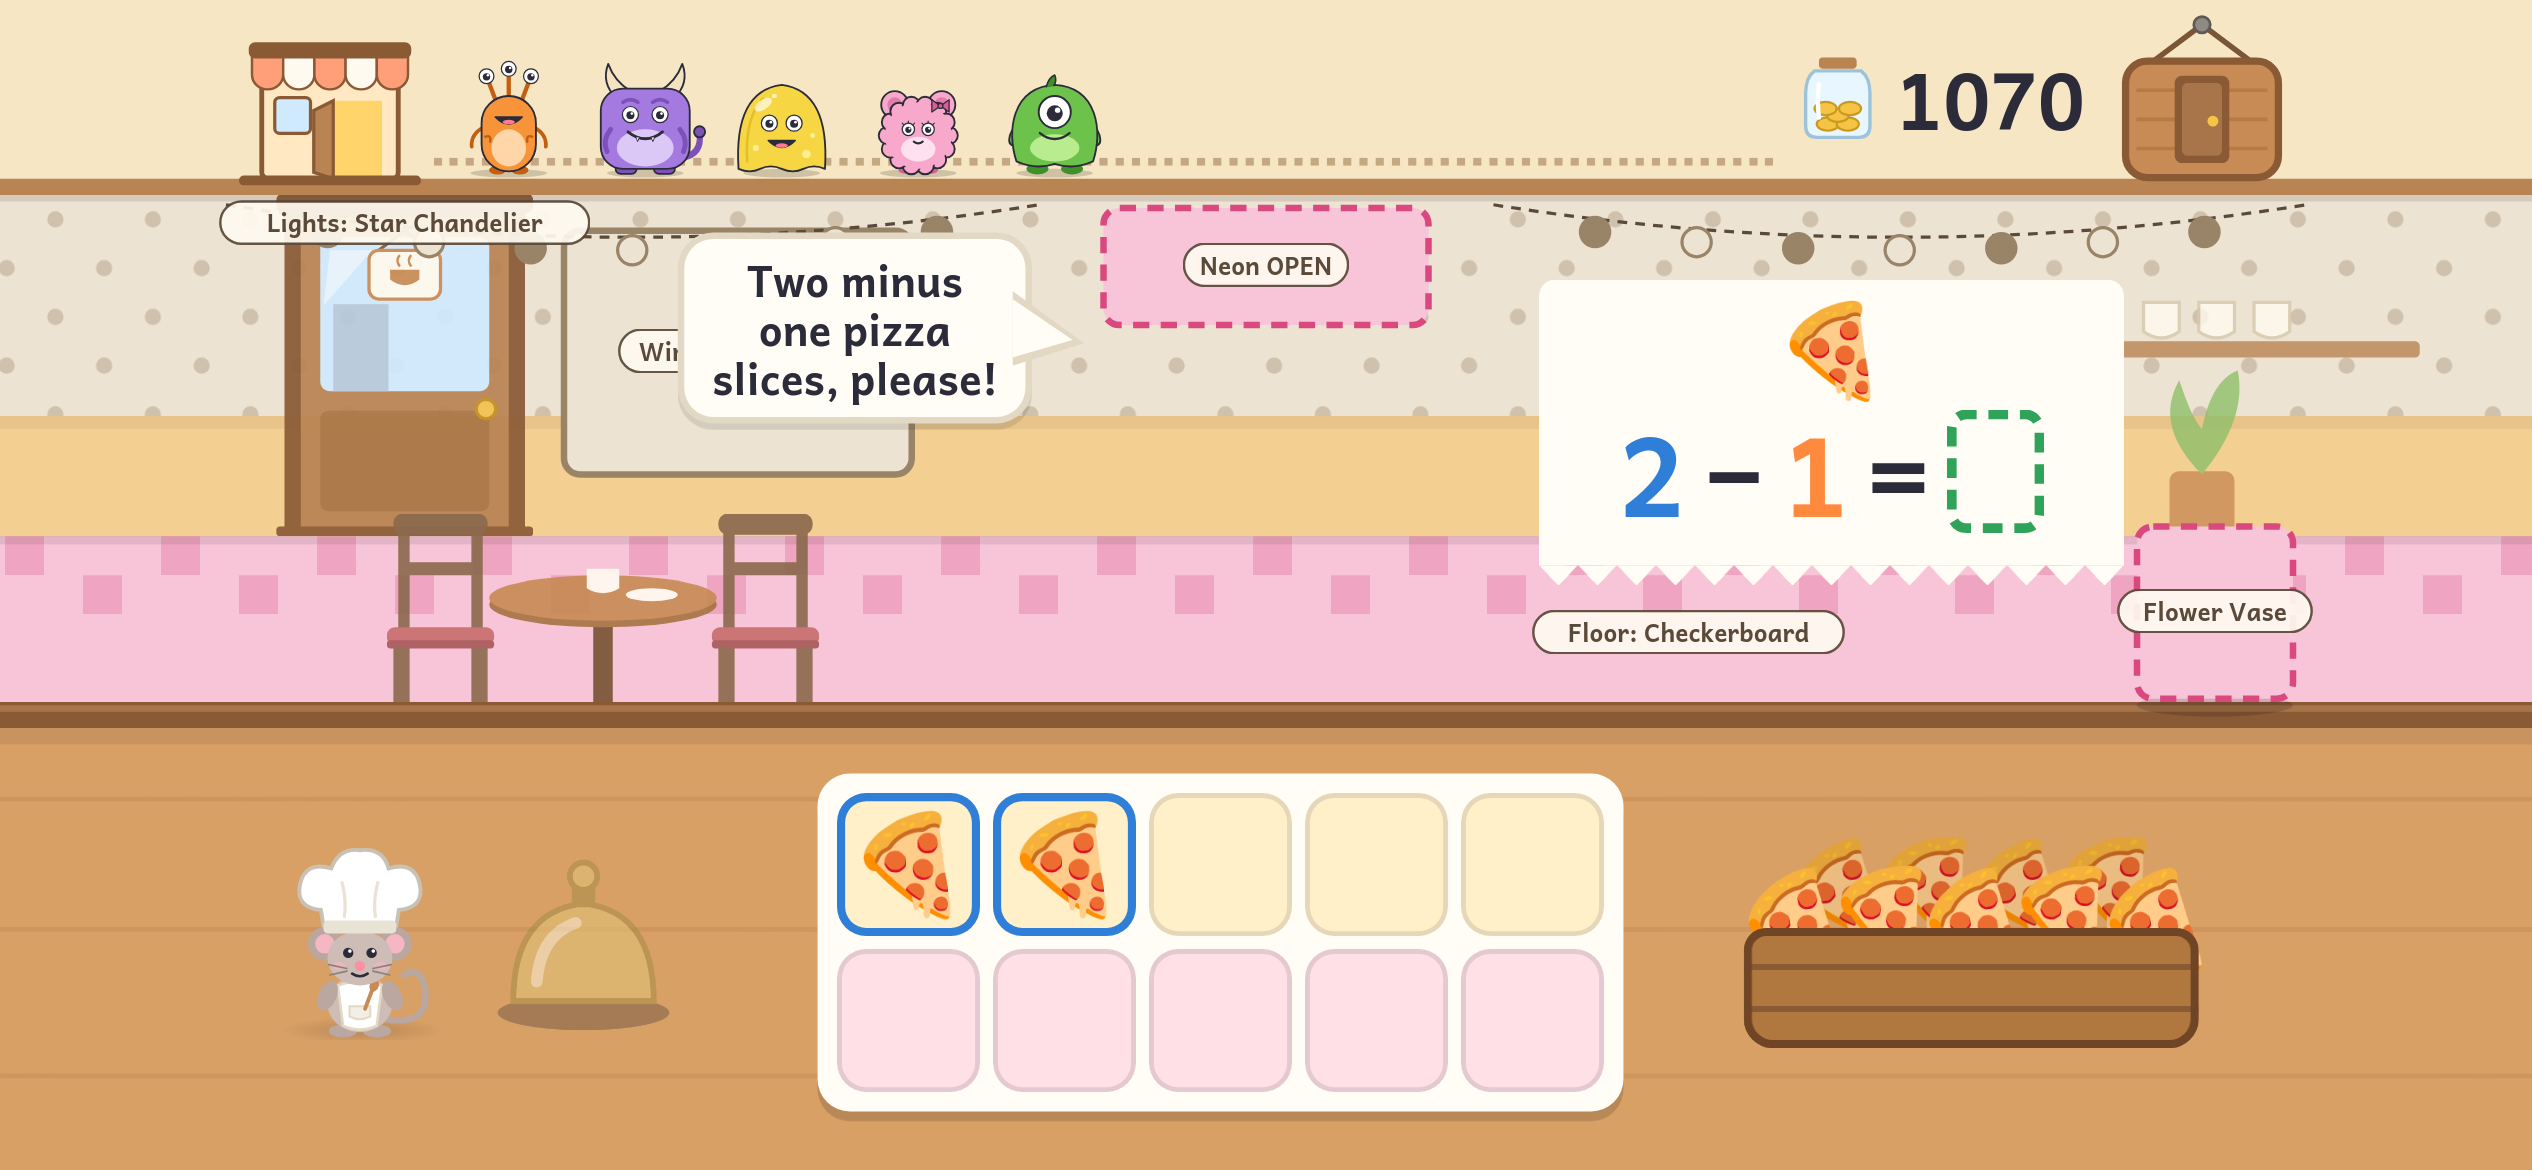 1070
Lights: Star Chandelier
Neon OPEN
Two minus
one pizza
slices, please!
2 − 1 =
Floor: Checkerboard
Flower Vase